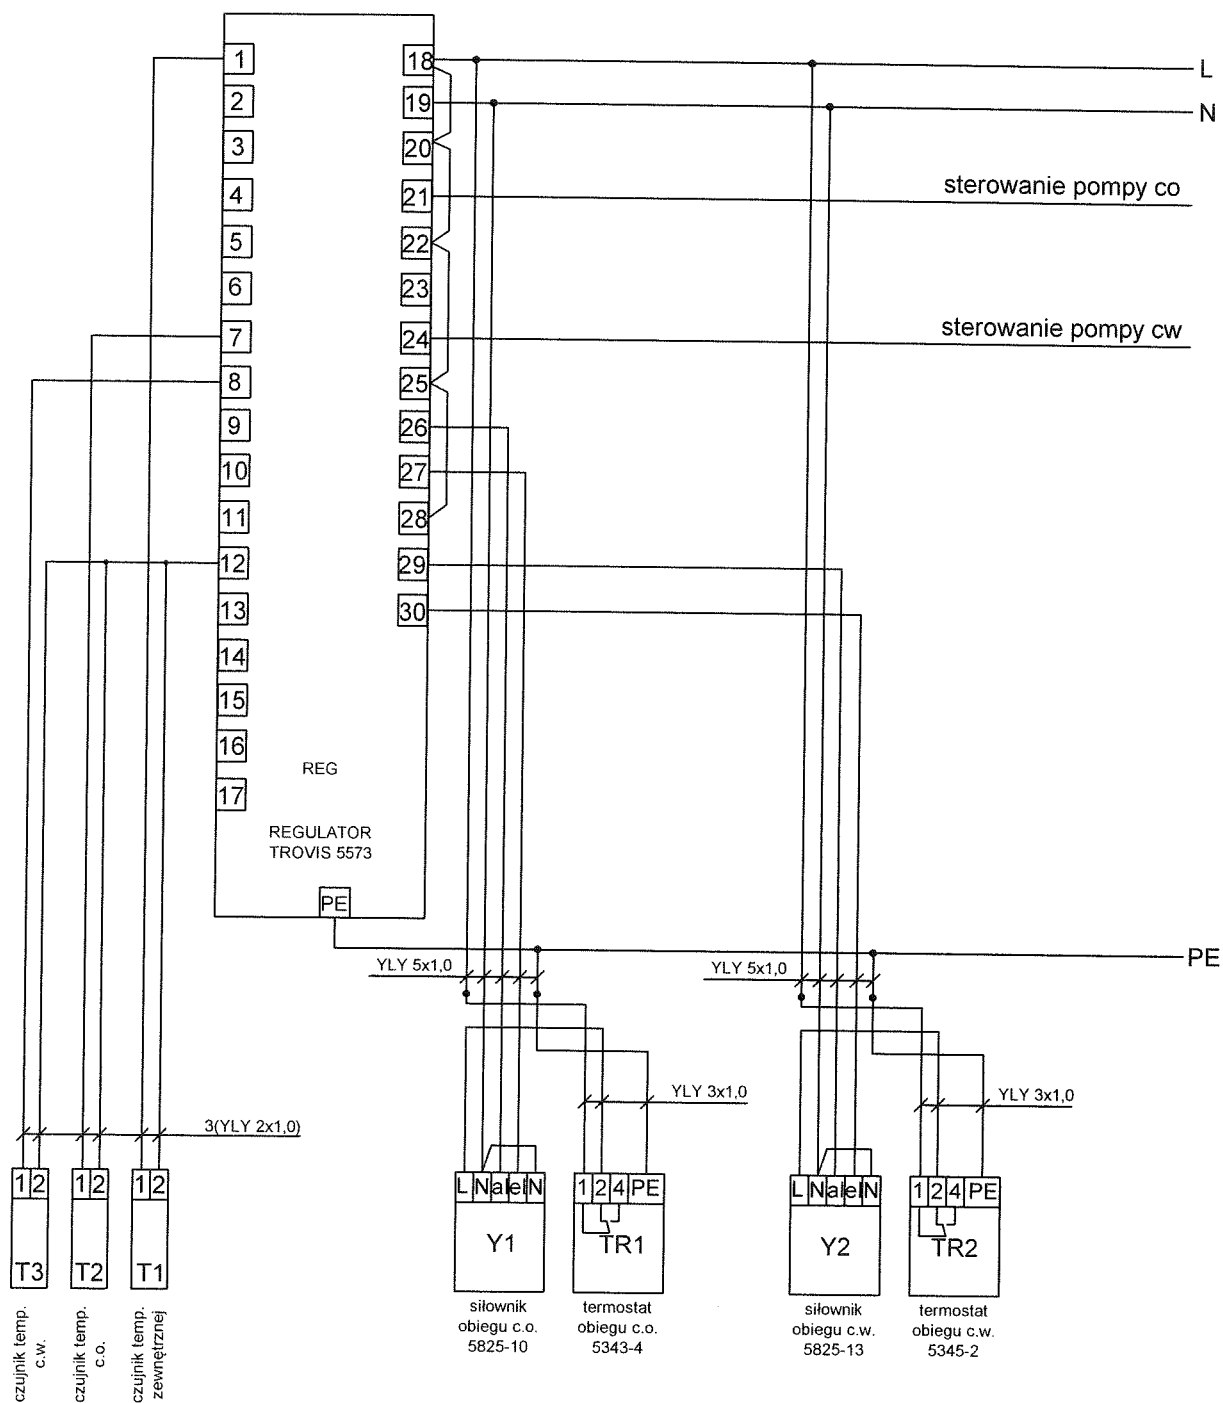 1
2
3
4
5
6
7
8
9
10
11
12
13
14
15
16
17
18
19
20
21
22
23
24
25
26
27
28
29
30
L
N
sterowanie pompy co
sterowanie pompy cw
REG
REGULATOR
TROVIS 5573
PE
PE
YLY 5x1,0
YLY 5x1,0
YLY 3x1,0
YLY 3x1,0
3(YLY 2x1,0)
1 2
T3
czujnik temp.
c.w.
1 2
T2
czujnik temp.
c.o.
1 2
T1
czujnik temp.
zewnętrznej
L N aL eL N
Y1
siłownik
obiegu c.o.
5825-10
1 2 4 PE
TR1
termostat
obiegu c.o.
5343-4
L N aL eL N
Y2
siłownik
obiegu c.w.
5825-13
1 2 4 PE
TR2
termostat
obiegu c.w.
5345-2